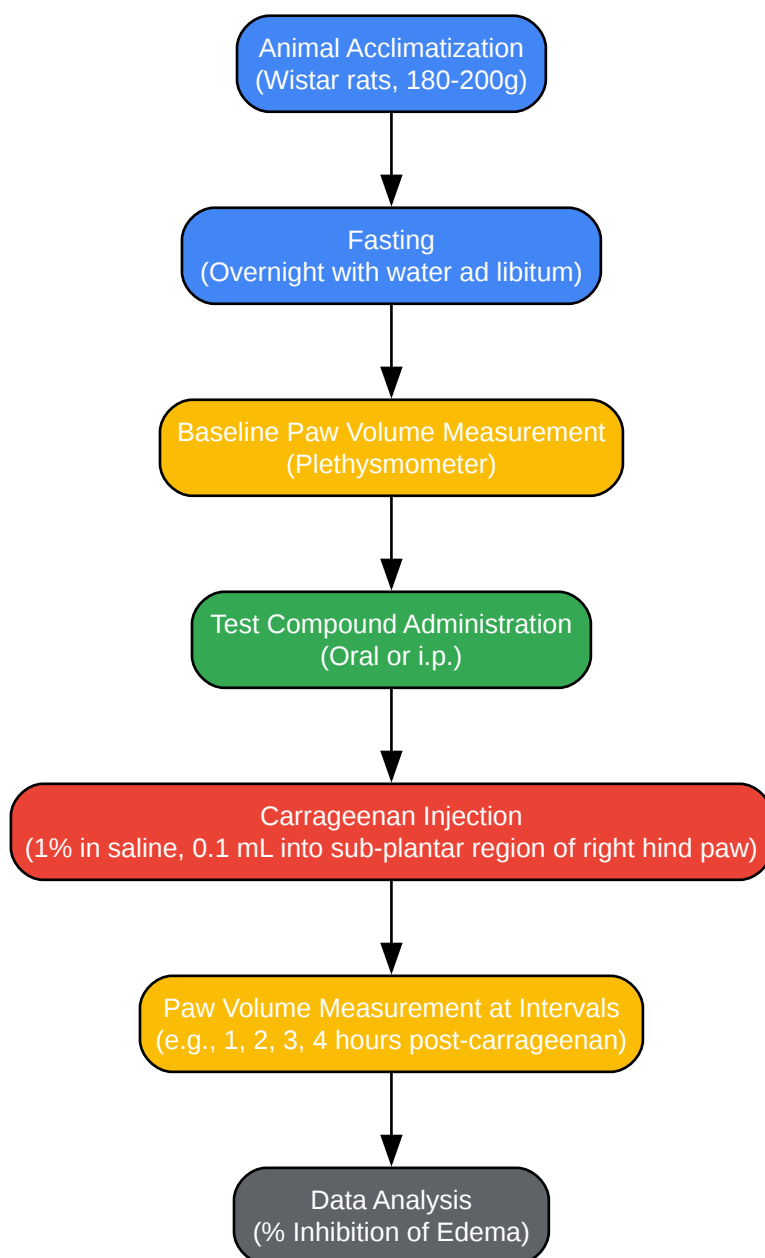 Animal Acclimatization
(Wistar rats, 180-200g)
Fasting
(Overnight with water ad libitum)
Baseline Paw Volume Measurement
(Plethysmometer)
Test Compound Administration
(Oral or i.p.)
Carrageenan Injection
(1% in saline, 0.1 mL into sub-plantar region of right hind paw)
Paw Volume Measurement at Intervals
(e.g., 1, 2, 3, 4 hours post-carrageenan)
Data Analysis
(% Inhibition of Edema)